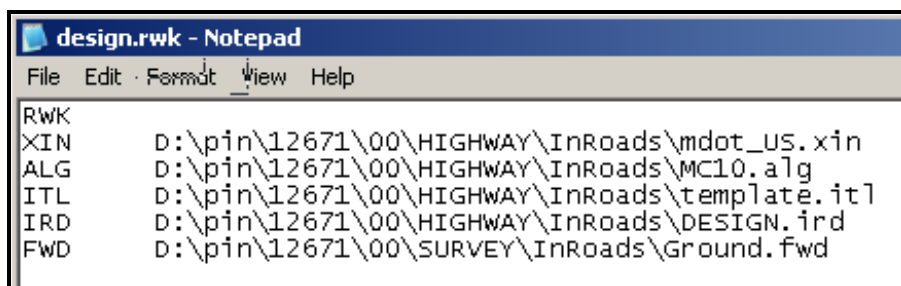 design.rwk - Notepad
File Edit Format View Help
RWK
XIN D:\pin\12671\00\HIGHWAY\InRoads\mdot_US.xin
ALG D:\pin\12671\00\HIGHWAY\InRoads\MC10.alg
ITL D:\pin\12671\00\HIGHWAY\InRoads\template.itl
IRD D:\pin\12671\00\HIGHWAY\InRoads\DESIGN.ird
FWD D:\pin\12671\00\SURVEY\InRoads\Ground.fwd